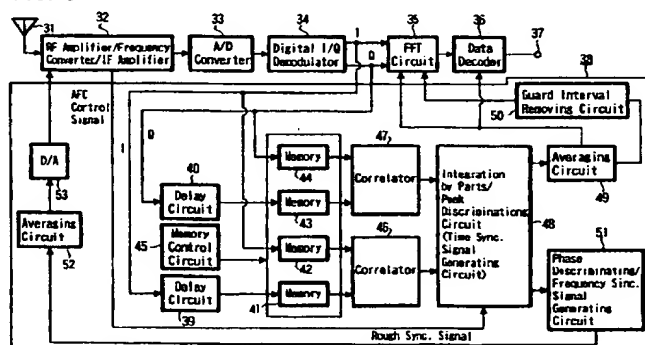 31
32
RF Amplifier/Frequency
Converter/IF Amplifier
33
A/D
Converter
34
Digital I/Q
Demodulator
I
Q
35
FFT
Circuit
36
Data
Decoder
37
38
AFC
Control
Signal
Guard Interval
Removing Circuit
50
I
Q
D/A
53
Averaging
Circuit
52
40
Delay
Circuit
Memory
Control
Circuit
45
Delay
Circuit
39
Memory
44
Memory
43
Memory
42
Memory
41
47
Correlator
46
Correlator
Integration
by Parts/
Peak
Discriminations
Circuit
(Time Sync.
Signal
Generating
Circuit)
48
Averaging
Circuit
49
51
Phase
Discriminating/
Frequency Sinc.
Signal
Generating
Circuit
Rough Sync. Signal